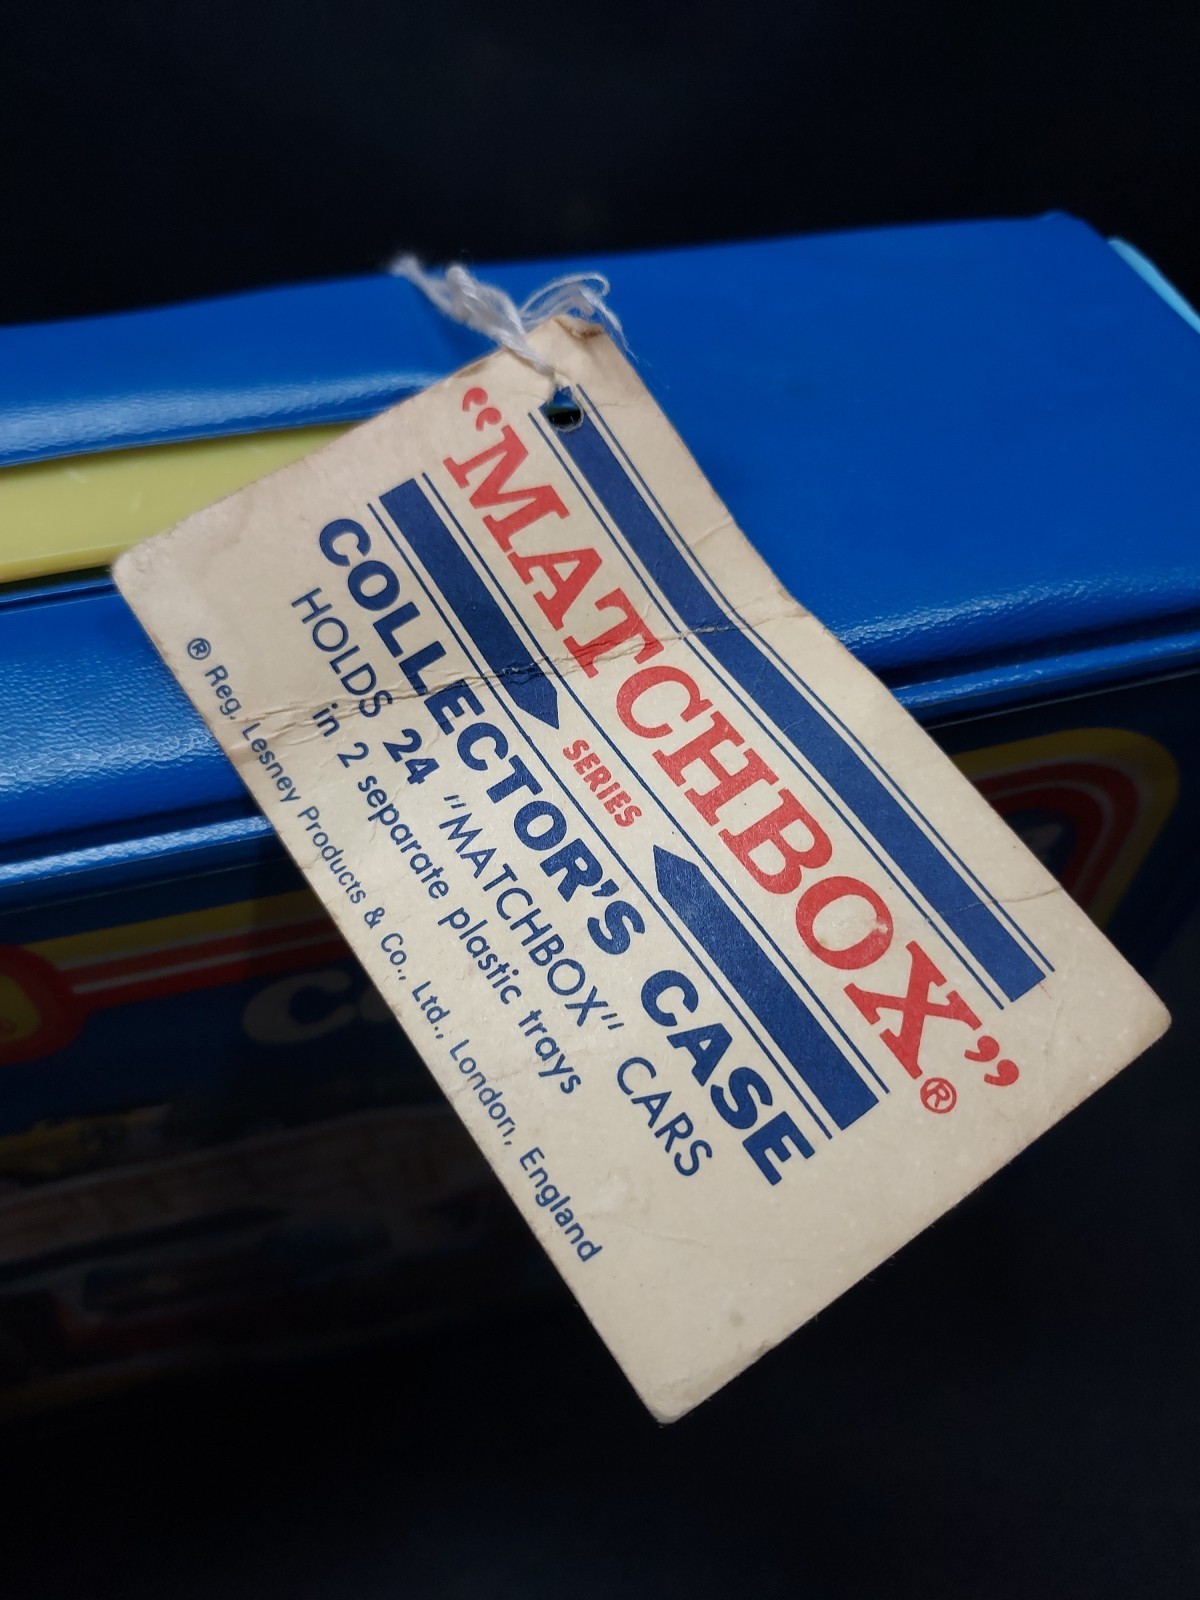 "MATCHBOX"®
SERIES
COLLECTOR'S CASE
HOLDS 24 "MATCHBOX" CARS
in 2 separate plastic trays
® Reg. Lesney Products & Co., Ltd., London, England